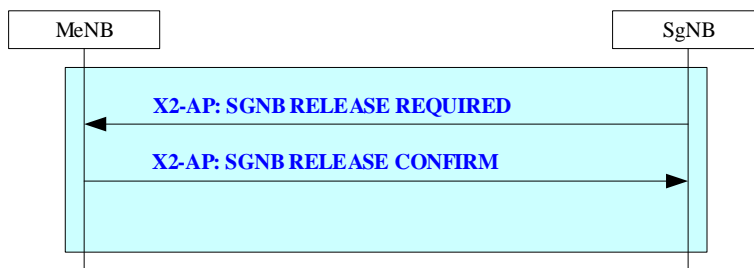 MeNB
SgNB
X2-AP: SGNB RELEASE REQUIRED
X2-AP: SGNB RELEASE CONFIRM